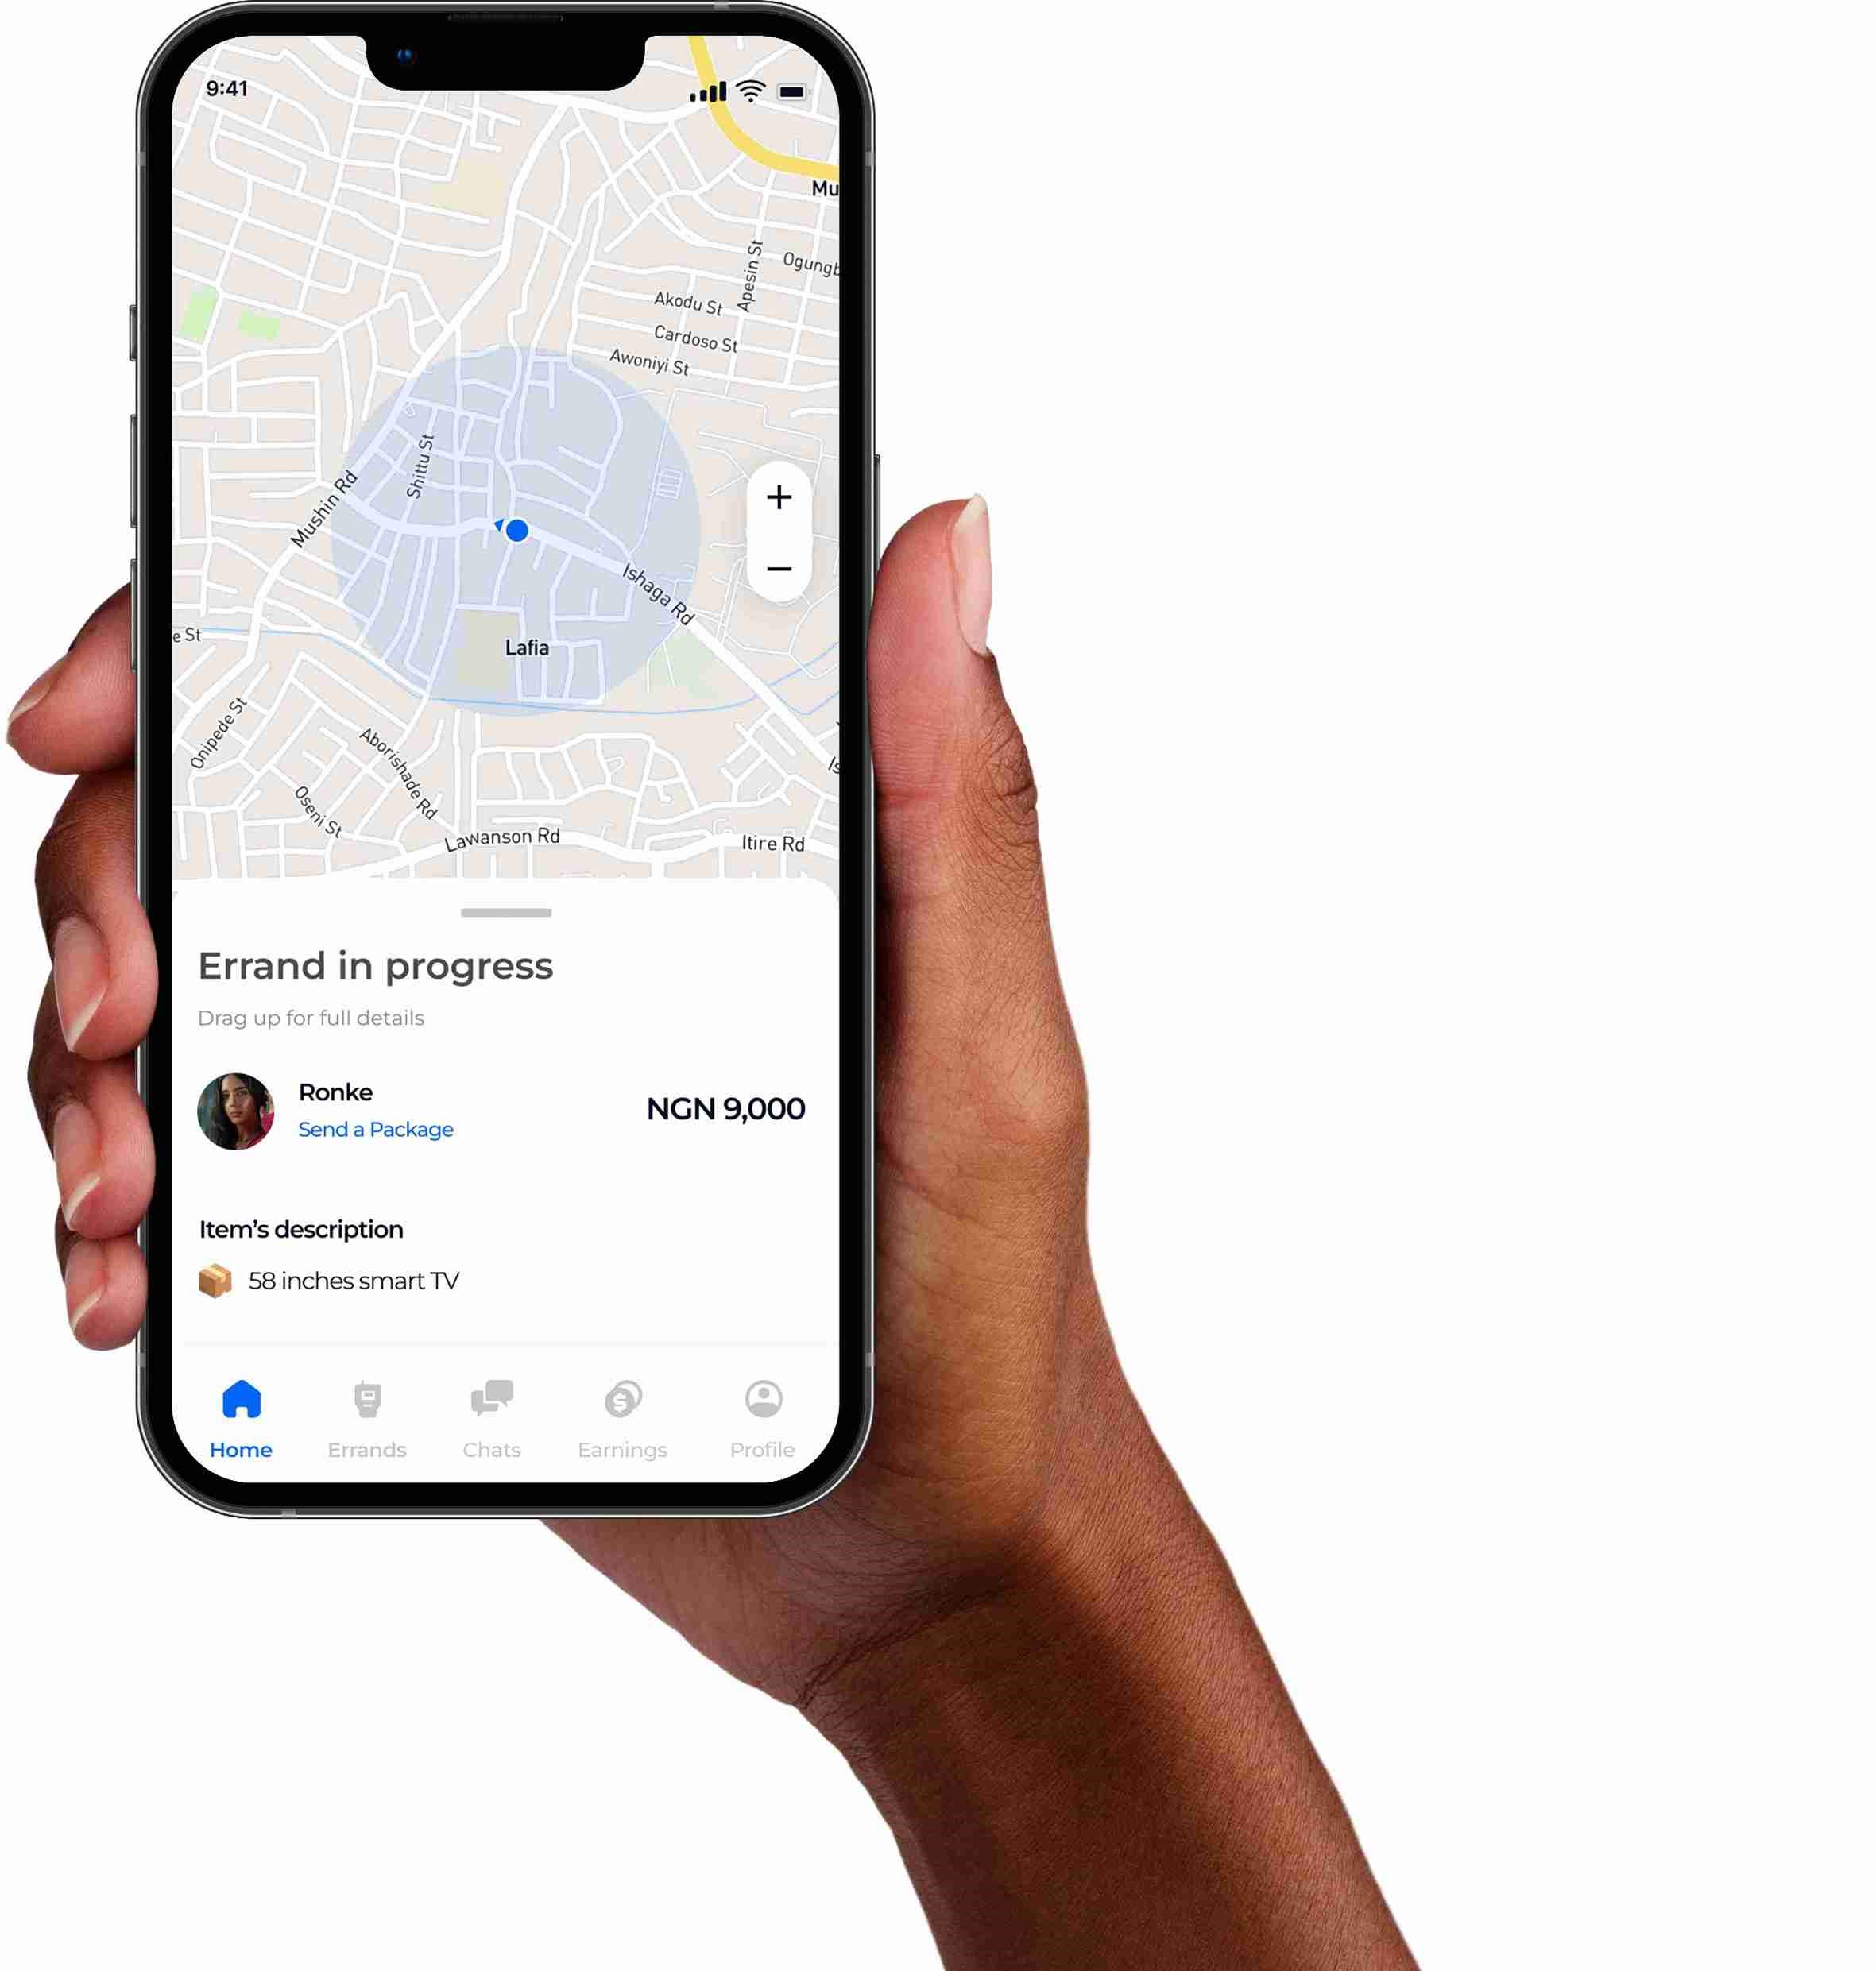 9:41
Mu
Ogungb
Apesin St
Akodu St
Cardoso St
Awoniyi St
Shittu St
Mushin Rd
+
−
Ishaga Rd
e St
Lafia
Onipede St
Aborishade Rd
Is
Oseni St
Lawanson Rd
Itire Rd
Errand in progress
Drag up for full details
Ronke
NGN 9,000
Send a Package
Item’s description
58 inches smart TV
Home Errands Chats Earnings Profile